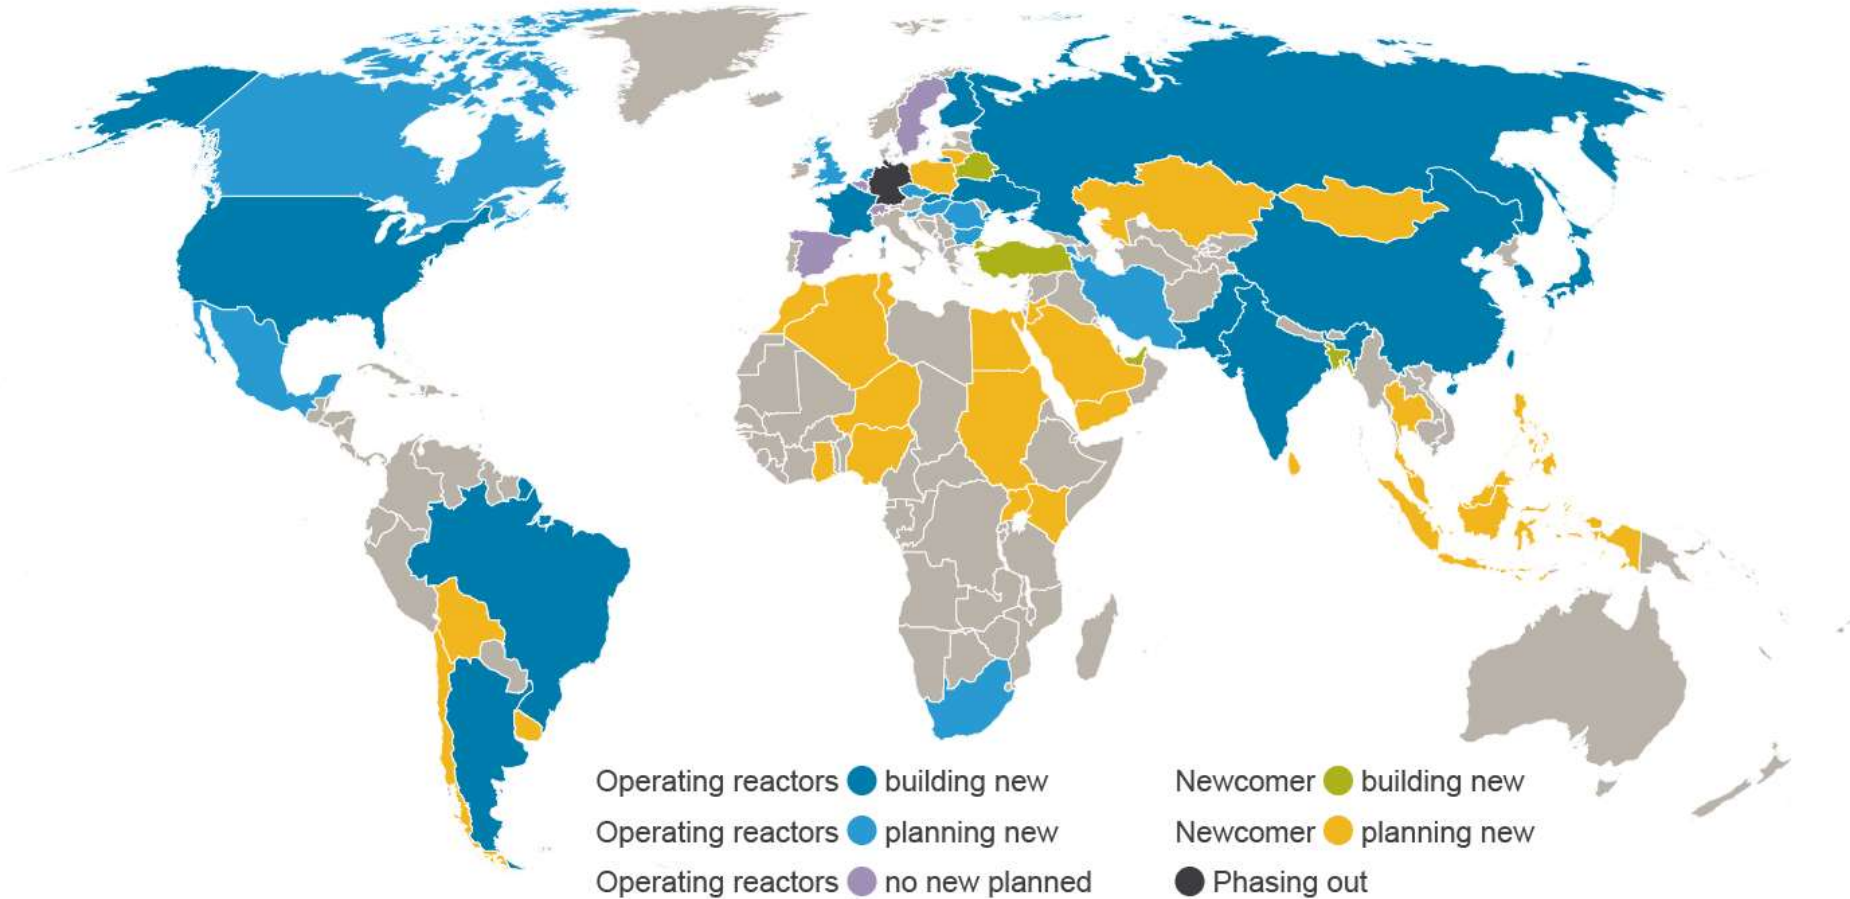 Operating reactors building new
Operating reactors planning new
Operating reactors no new planned
Newcomer building new
Newcomer planning new
Phasing out